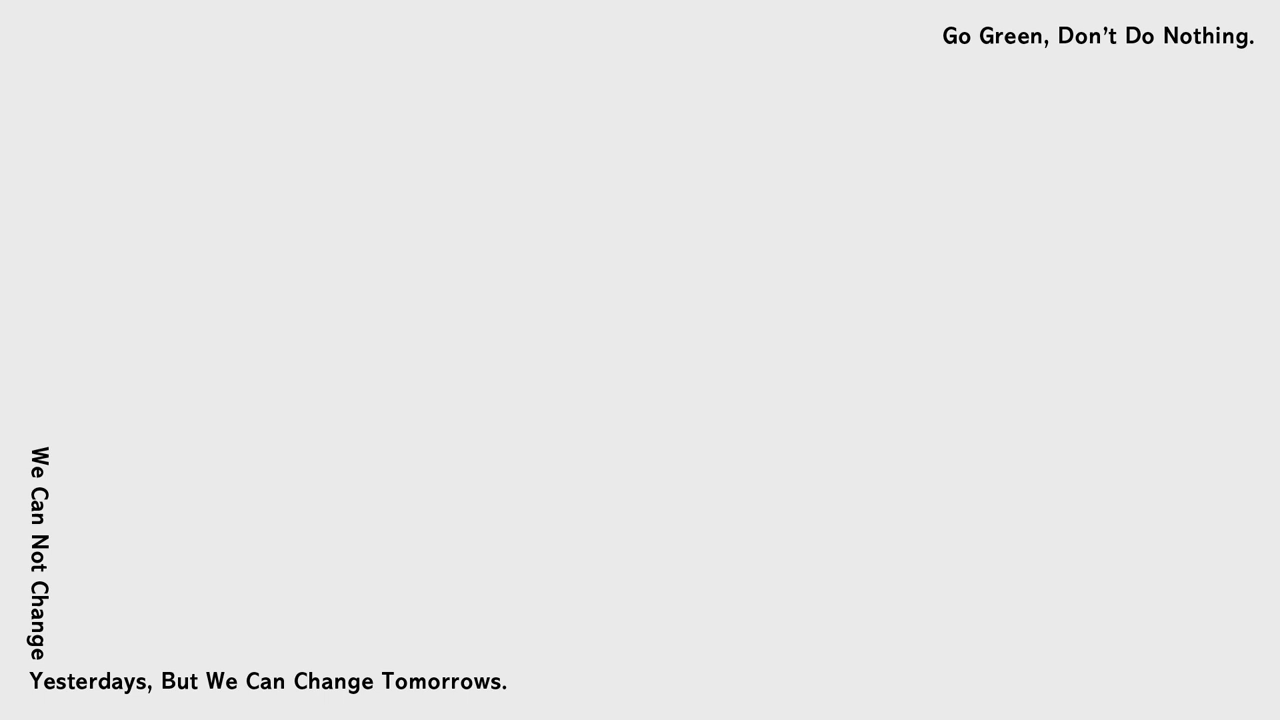 Go Green, Don’t Do Nothing.
We Can Not Change
Yesterdays, But We Can Change Tomorrows.